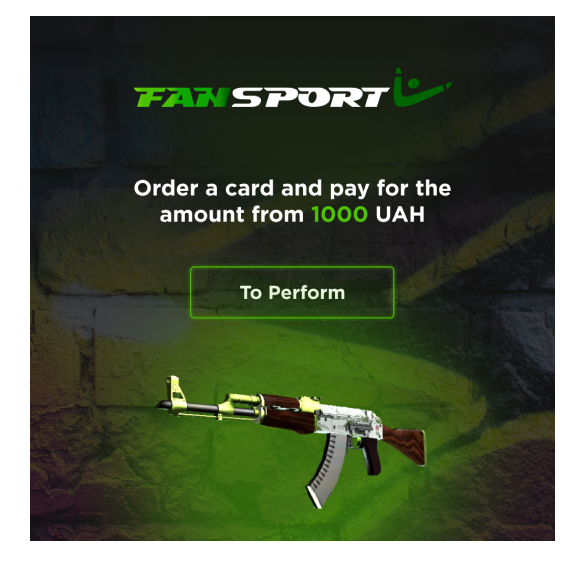 FANSPORT
Order a card and pay for the
amount from 1000 UAH
To Perform